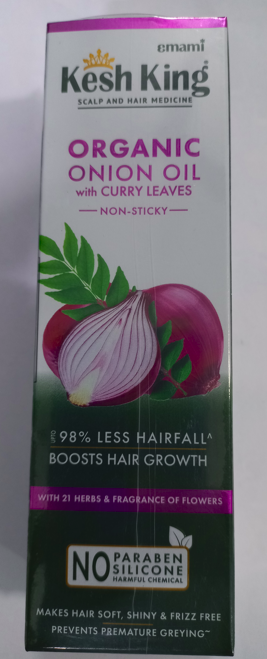 emami
Kesh King®
SCALP AND HAIR MEDICINE
ORGANIC
ONION OIL
with CURRY LEAVES
NON-STICKY
UPTO 98% LESS HAIRFALL^
BOOSTS HAIR GROWTH
WITH 21 HERBS & FRAGRANCE OF FLOWERS
NO PARABEN
SILICONE
HARMFUL CHEMICAL
MAKES HAIR SOFT, SHINY & FRIZZ FREE
PREVENTS PREMATURE GREYING~